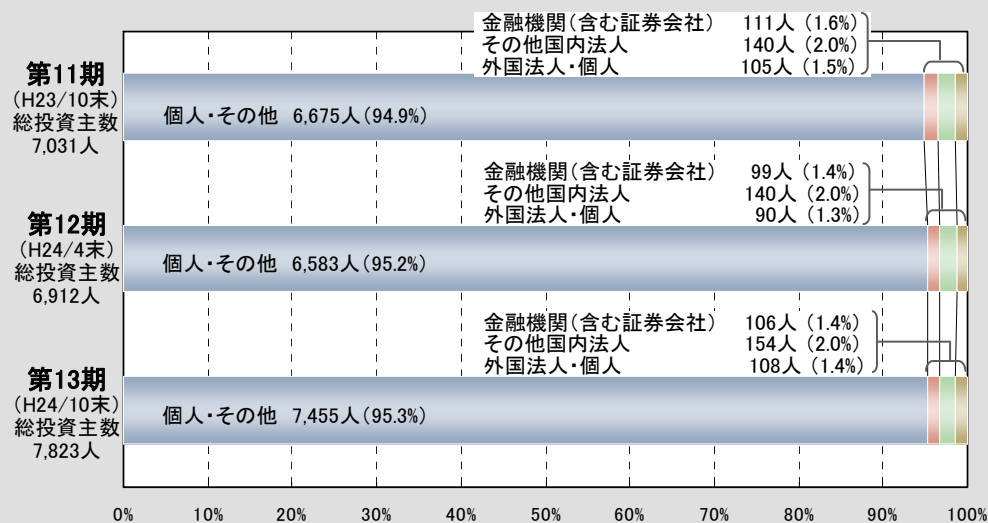 金融機関(含む証券会社) 111人 (1.6%)
その他国内法人 140人 (2.0%)
外国法人・個人 105人 (1.5%)
第11期
(H23/10末)
総投資主数
7,031人
個人・その他 6,675人(94.9%)
金融機関(含む証券会社) 99人 (1.4%)
その他国内法人 140人 (2.0%)
外国法人・個人 90人 (1.3%)
第12期
(H24/4末)
総投資主数
6,912人
個人・その他 6,583人(95.2%)
金融機関(含む証券会社) 106人 (1.4%)
その他国内法人 154人 (2.0%)
外国法人・個人 108人 (1.4%)
第13期
(H24/10末)
総投資主数
7,823人
個人・その他 7,455人(95.3%)
0% 10% 20% 30% 40% 50% 60% 70% 80% 90% 100%